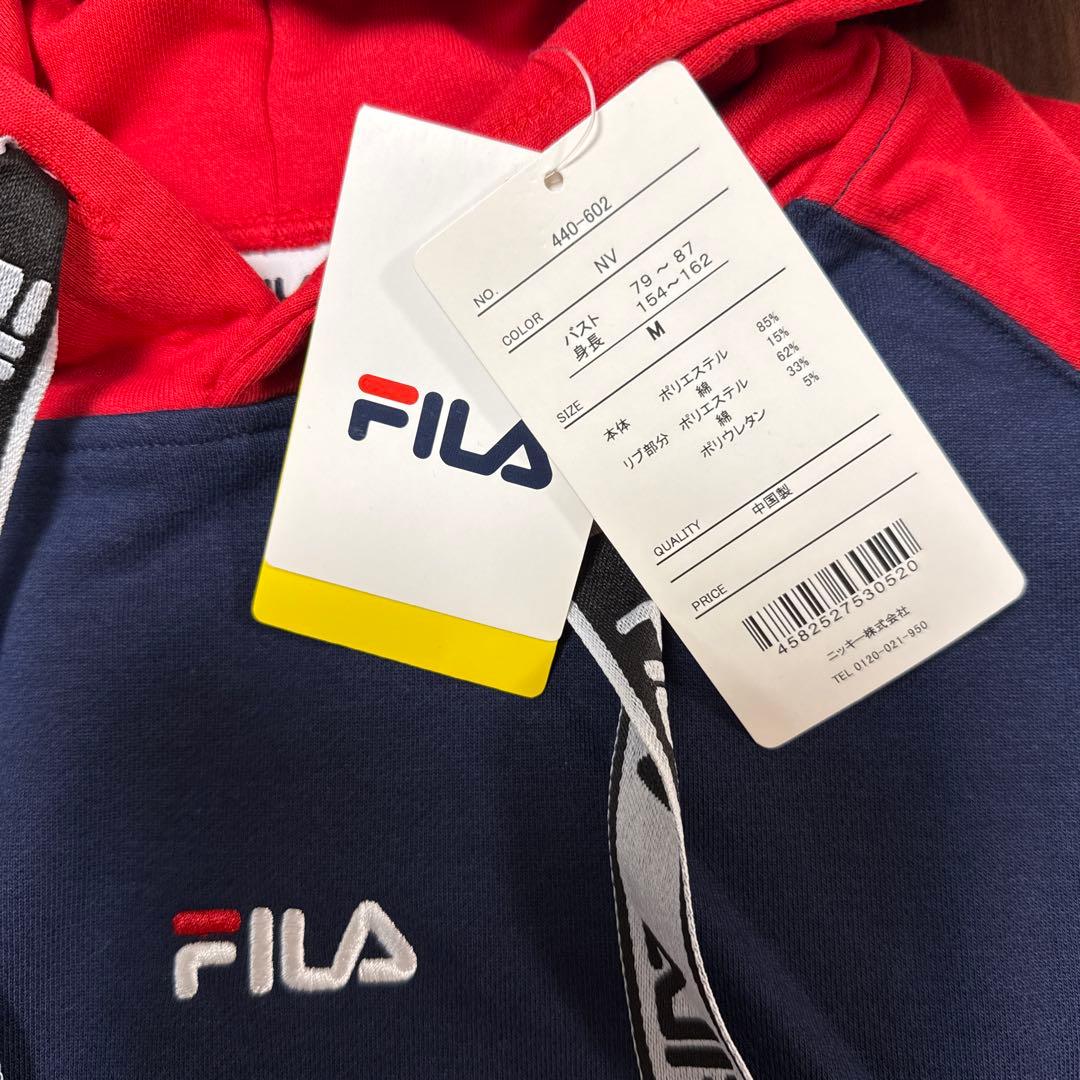 FILA
NO. 440-602
COLOR NV
バスト 79～87
身長 154～162
SIZE M
本体 ポリエステル 85%
綿 15%
リブ部分 ポリエステル 62%
綿 33%
ポリウレタン 5%
QUALITY 中国製
PRICE
4582527530520
ニッキー株式会社
TEL 0120-021-950
FILA